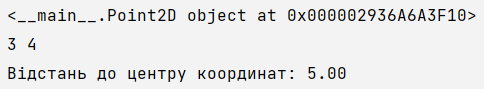 <__main__.Point2D object at 0x000002936A6A3F10>
3 4
Відстань до центру координат: 5.00